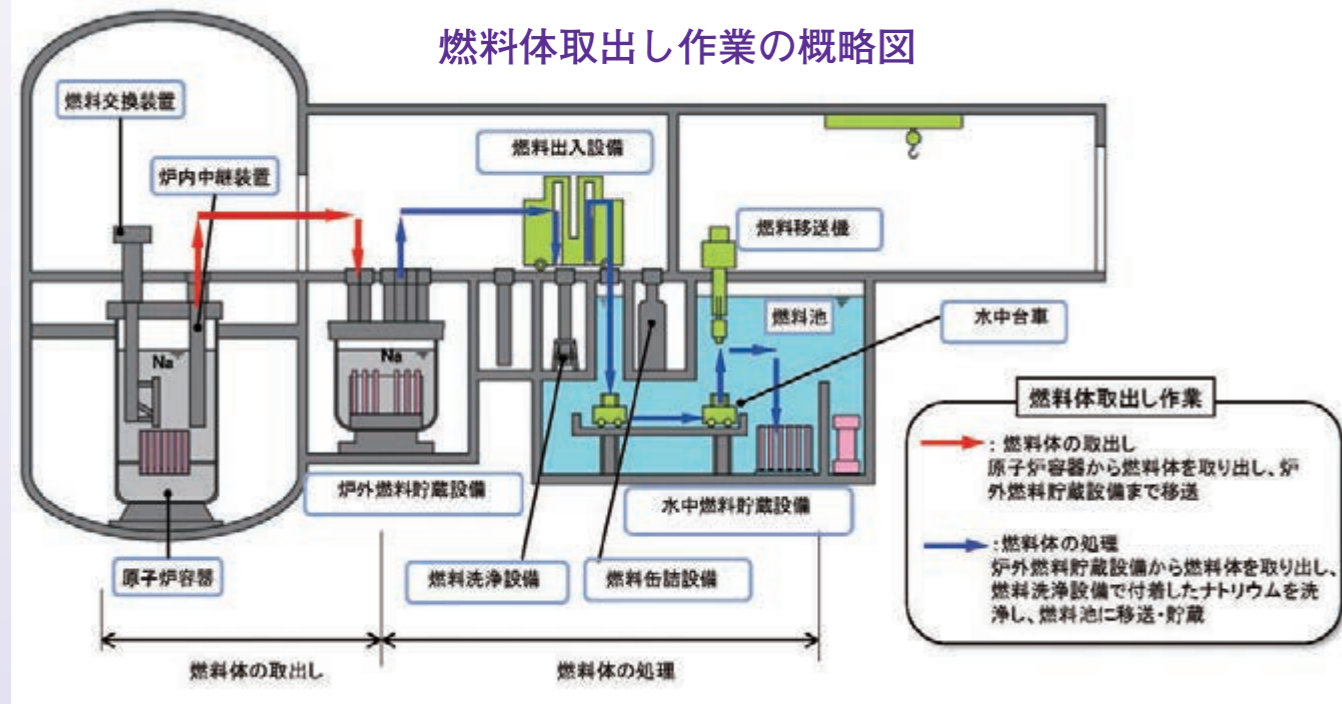 燃料体取出し作業の概略図
燃料交換装置
炉内中継装置
燃料出入設備
燃料移送機
燃料池
水中台車
Na
Na
炉外燃料貯蔵設備
水中燃料貯蔵設備
原子炉容器
燃料洗浄設備
燃料缶詰設備
燃料体の取出し
燃料体の処理
燃料体取出し作業
：燃料体の取出し
原子炉容器から燃料体を取り出し、炉
外燃料貯蔵設備まで移送
：燃料体の処理
炉外燃料貯蔵設備から燃料体を取り出し、
燃料洗浄設備で付着したナトリウムを洗
浄し、燃料池に移送・貯蔵